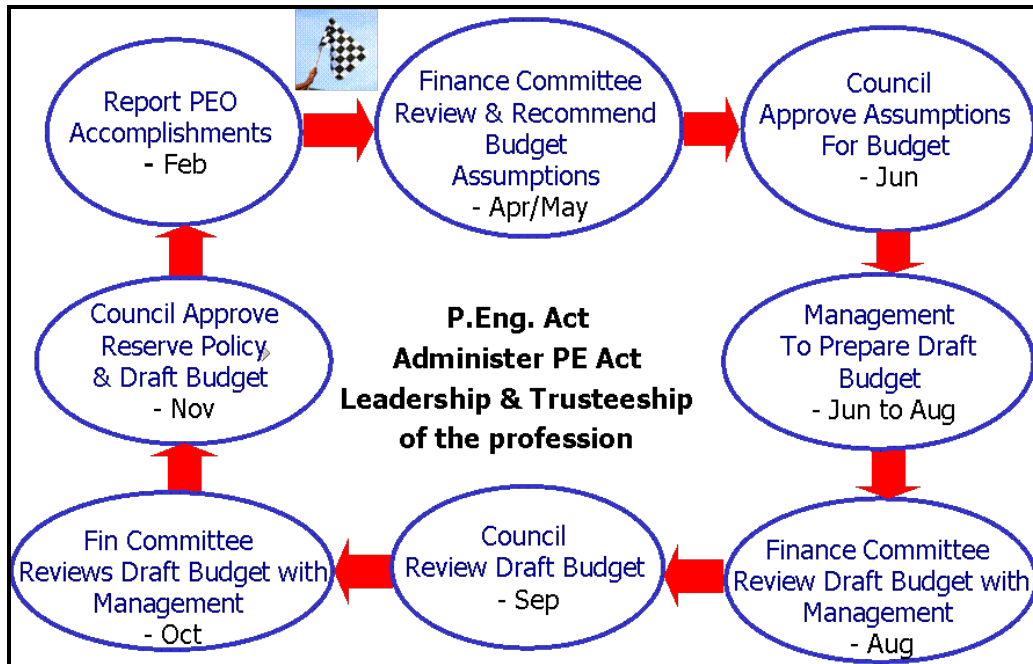 Report PEO
Accomplishments
- Feb
Finance Committee
Review & Recommend
Budget
Assumptions
- Apr/May
Council
Approve Assumptions
For Budget
- Jun
Management
To Prepare Draft
Budget
- Jun to Aug
Finance Committee
Review Draft Budget with
Management
- Aug
Council
Review Draft Budget
- Sep
Fin Committee
Reviews Draft Budget with
Management
- Oct
Council Approve
Reserve Policy
& Draft Budget
- Nov
P.Eng. Act
Administer PE Act
Leadership & Trusteeship
of the profession